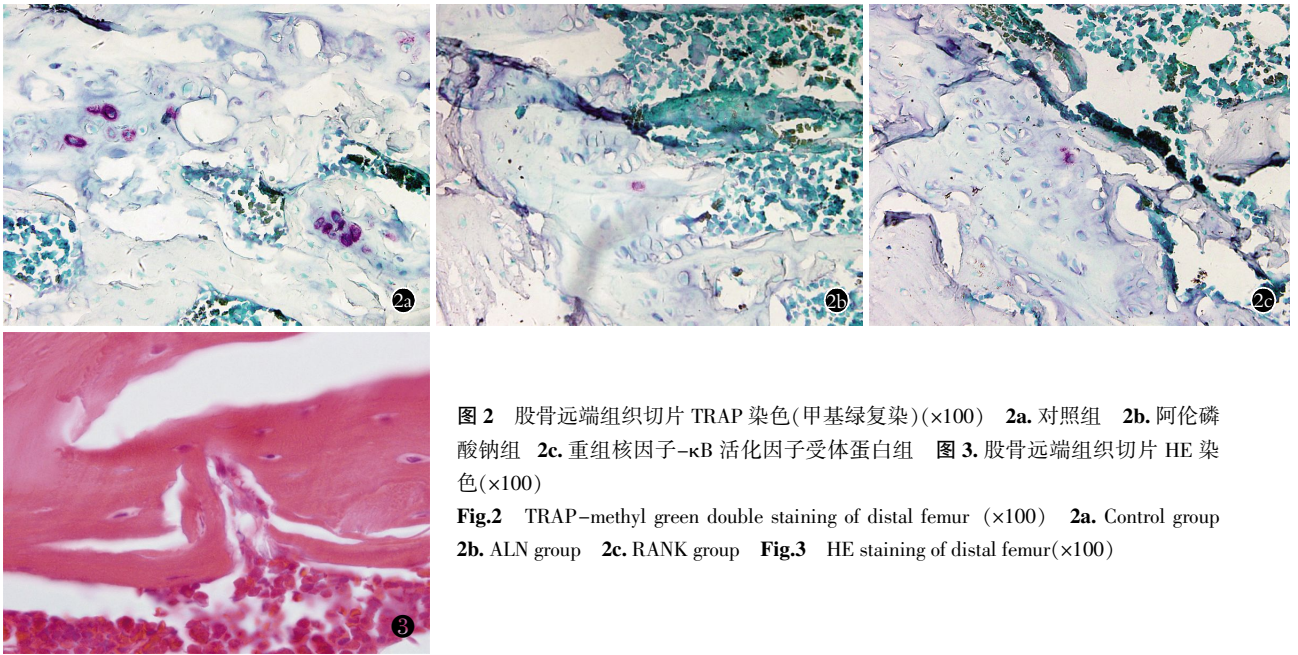 2a
2b
2c
3
图 2 股骨远端组织切片 TRAP 染色(甲基绿复染)(×100) 2a. 对照组 2b. 阿伦磷
酸钠组 2c. 重组核因子-κB 活化因子受体蛋白组 图 3. 股骨远端组织切片 HE 染
色(×100)
Fig.2 TRAP-methyl green double staining of distal femur (×100) 2a. Control group
2b. ALN group 2c. RANK group Fig.3 HE staining of distal femur(×100)